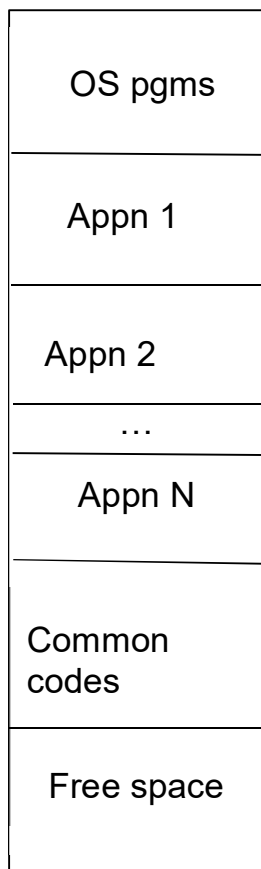 OS pgms
Appn 1
Appn 2
…
Appn N
Common
codes
Free space